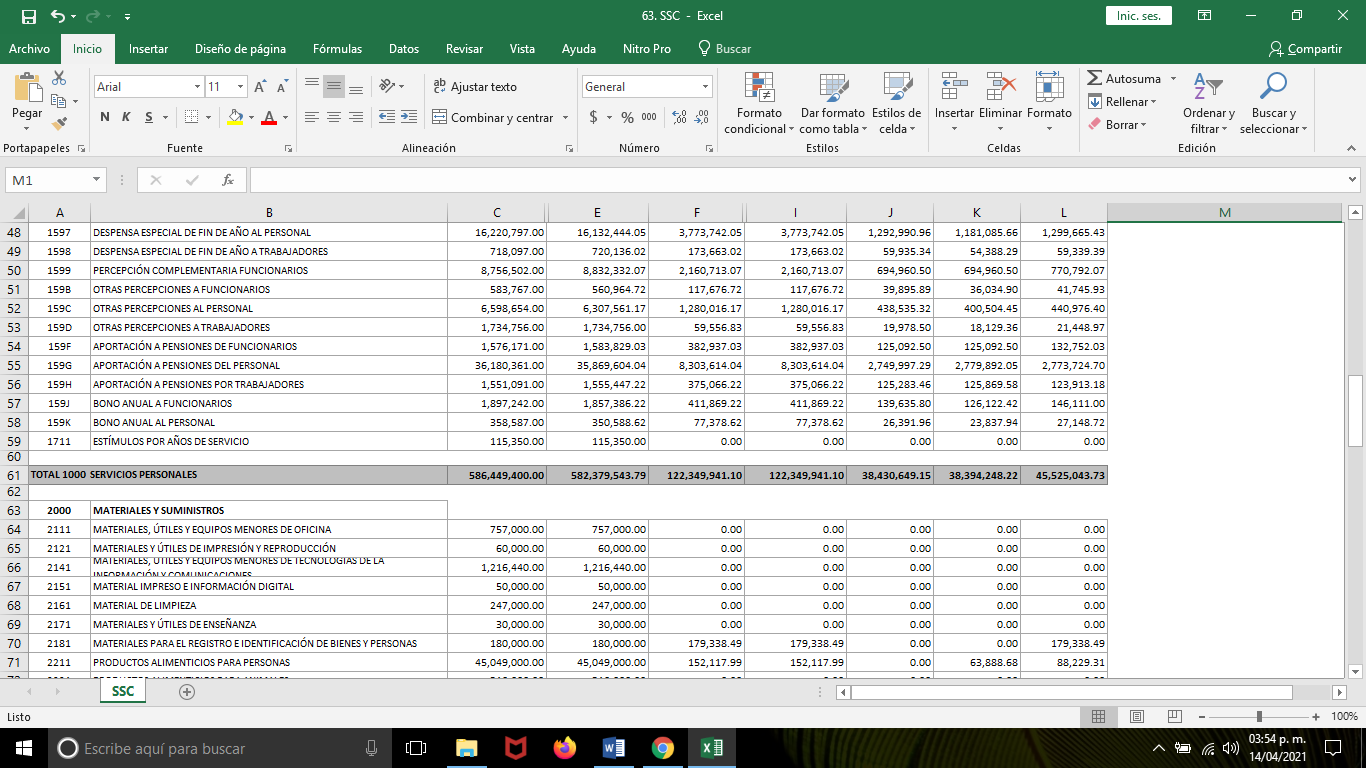 63. SSC - Excel
Inic. ses.
Archivo Inicio Insertar Diseño de página Fórmulas Datos Revisar Vista Ayuda Nitro Pro Buscar Compartir
Pegar
Portapapeles
Arial 11
N K S
Fuente
Ajustar texto
Combinar y centrar
Alineación
General
$ % 000
Número
Formato condicional
Dar formato como tabla
Estilos de celda
Estilos
Insertar Eliminar Formato
Celdas
Autosuma
Rellenar
Borrar
Ordenar y filtrar
Buscar y seleccionar
Edición
M1 fx
A B C E F I J K L M
48 1597 DESPENSA ESPECIAL DE FIN DE AÑO AL PERSONAL 16,220,797.00 16,132,444.05 3,773,742.05 3,773,742.05 1,292,990.96 1,181,085.66 1,299,665.43
49 1598 DESPENSA ESPECIAL DE FIN DE AÑO A TRABAJADORES 718,097.00 720,136.02 173,663.02 173,663.02 59,935.34 54,388.29 59,339.39
50 1599 PERCEPCIÓN COMPLEMENTARIA FUNCIONARIOS 8,756,502.00 8,832,332.07 2,160,713.07 2,160,713.07 694,960.50 694,960.50 770,792.07
51 159B OTRAS PERCEPCIONES A FUNCIONARIOS 583,767.00 560,964.72 117,676.72 117,676.72 39,895.89 36,034.90 41,745.93
52 159C OTRAS PERCEPCIONES AL PERSONAL 6,598,654.00 6,307,561.17 1,280,016.17 1,280,016.17 438,535.32 400,504.45 440,976.40
53 159D OTRAS PERCEPCIONES A TRABAJADORES 1,734,756.00 1,734,756.00 59,556.83 59,556.83 19,978.50 18,129.36 21,448.97
54 159F APORTACIÓN A PENSIONES DE FUNCIONARIOS 1,576,171.00 1,583,829.03 382,937.03 382,937.03 125,092.50 125,092.50 132,752.03
55 159G APORTACIÓN A PENSIONES DEL PERSONAL 36,180,361.00 35,869,604.04 8,303,614.04 8,303,614.04 2,749,997.29 2,779,892.05 2,773,724.70
56 159H APORTACIÓN A PENSIONES POR TRABAJADORES 1,551,091.00 1,555,447.22 375,066.22 375,066.22 125,283.46 125,869.58 123,913.18
57 159J BONO ANUAL A FUNCIONARIOS 1,897,242.00 1,857,386.22 411,869.22 411,869.22 139,635.80 126,122.42 146,111.00
58 159K BONO ANUAL AL PERSONAL 358,587.00 350,588.62 77,378.62 77,378.62 26,391.96 23,837.94 27,148.72
59 1711 ESTÍMULOS POR AÑOS DE SERVICIO 115,350.00 115,350.00 0.00 0.00 0.00 0.00 0.00
60
61 TOTAL 1000 SERVICIOS PERSONALES 586,449,400.00 582,379,543.79 122,349,941.10 122,349,941.10 38,430,649.15 38,394,248.22 45,525,043.73
62
63 2000 MATERIALES Y SUMINISTROS
64 2111 MATERIALES, ÚTILES Y EQUIPOS MENORES DE OFICINA 757,000.00 757,000.00 0.00 0.00 0.00 0.00 0.00
65 2121 MATERIALES Y ÚTILES DE IMPRESIÓN Y REPRODUCCIÓN 60,000.00 60,000.00 0.00 0.00 0.00 0.00 0.00
66 2141 MATERIALES, ÚTILES Y EQUIPOS MENORES DE TECNOLOGÍAS DE LA INFORMACIÓN Y COMUNICACIONES 1,216,440.00 1,216,440.00 0.00 0.00 0.00 0.00 0.00
67 2151 MATERIAL IMPRESO E INFORMACIÓN DIGITAL 50,000.00 50,000.00 0.00 0.00 0.00 0.00 0.00
68 2161 MATERIAL DE LIMPIEZA 247,000.00 247,000.00 0.00 0.00 0.00 0.00 0.00
69 2171 MATERIALES Y ÚTILES DE ENSEÑANZA 30,000.00 30,000.00 0.00 0.00 0.00 0.00 0.00
70 2181 MATERIALES PARA EL REGISTRO E IDENTIFICACIÓN DE BIENES Y PERSONAS 180,000.00 180,000.00 179,338.49 179,338.49 0.00 0.00 179,338.49
71 2211 PRODUCTOS ALIMENTICIOS PARA PERSONAS 45,049,000.00 45,049,000.00 152,117.99 152,117.99 0.00 63,888.68 88,229.31
SSC
Listo
100%
Escribe aquí para buscar
03:54 p. m.
14/04/2021